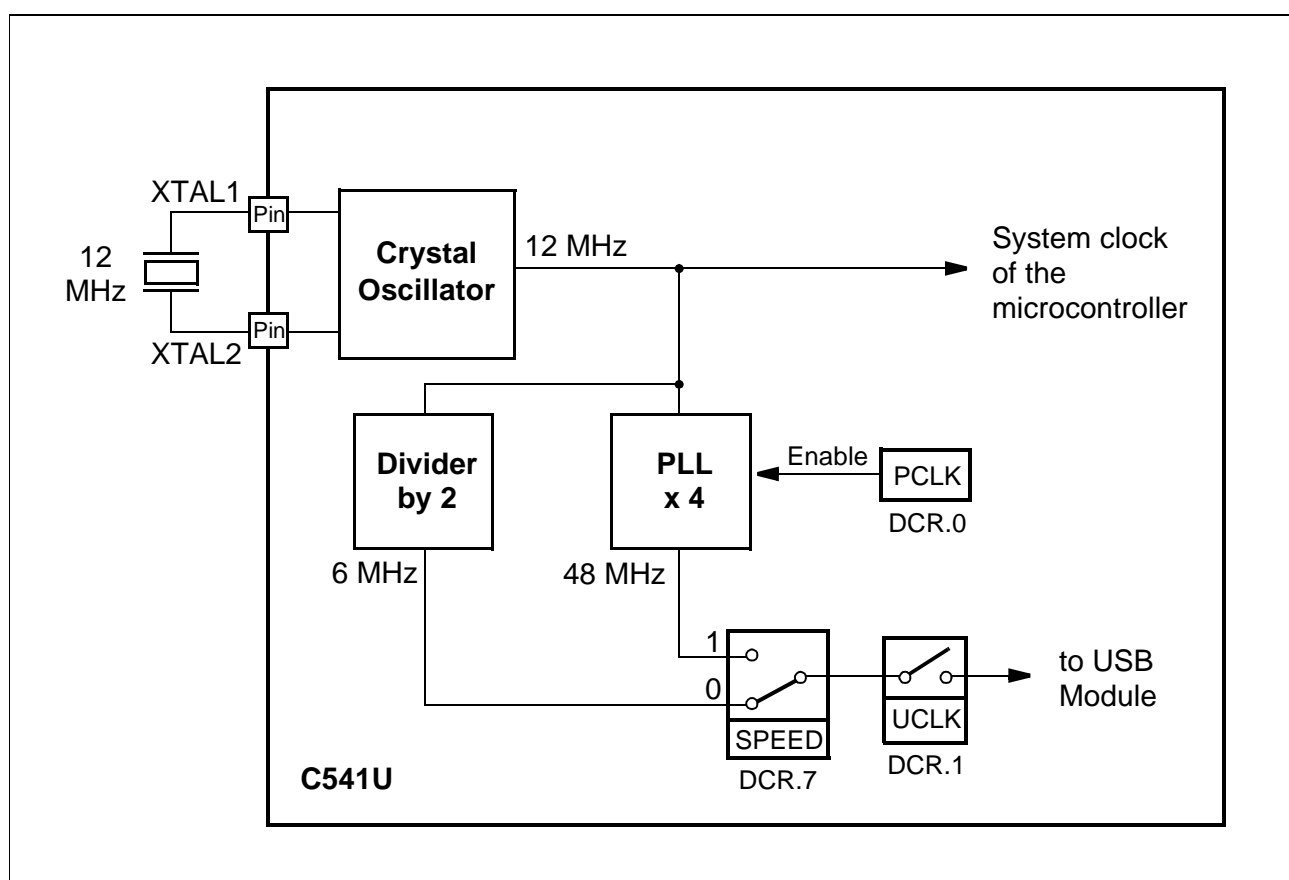 XTAL1
Pin
12
MHz
Pin
XTAL2
Crystal
Oscillator
12 MHz
System clock
of the
microcontroller
Divider
by 2
PLL
x 4
Enable
PCLK
DCR.0
6 MHz
48 MHz
1
0
SPEED
DCR.7
UCLK
DCR.1
to USB
Module
C541U